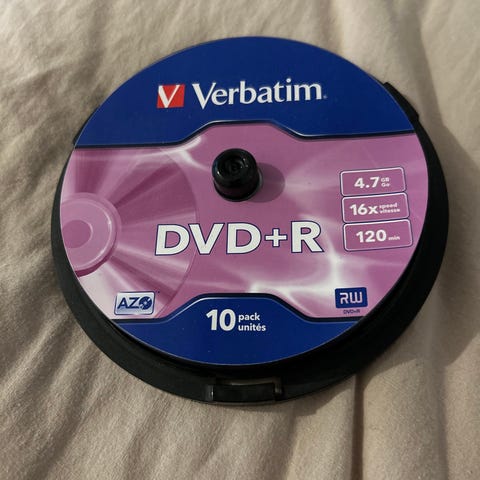 Verbatim
4.7 GB Go
16x speed vitesse
120 min
DVD+R
AZO
RW
DVD+R
10 pack unités